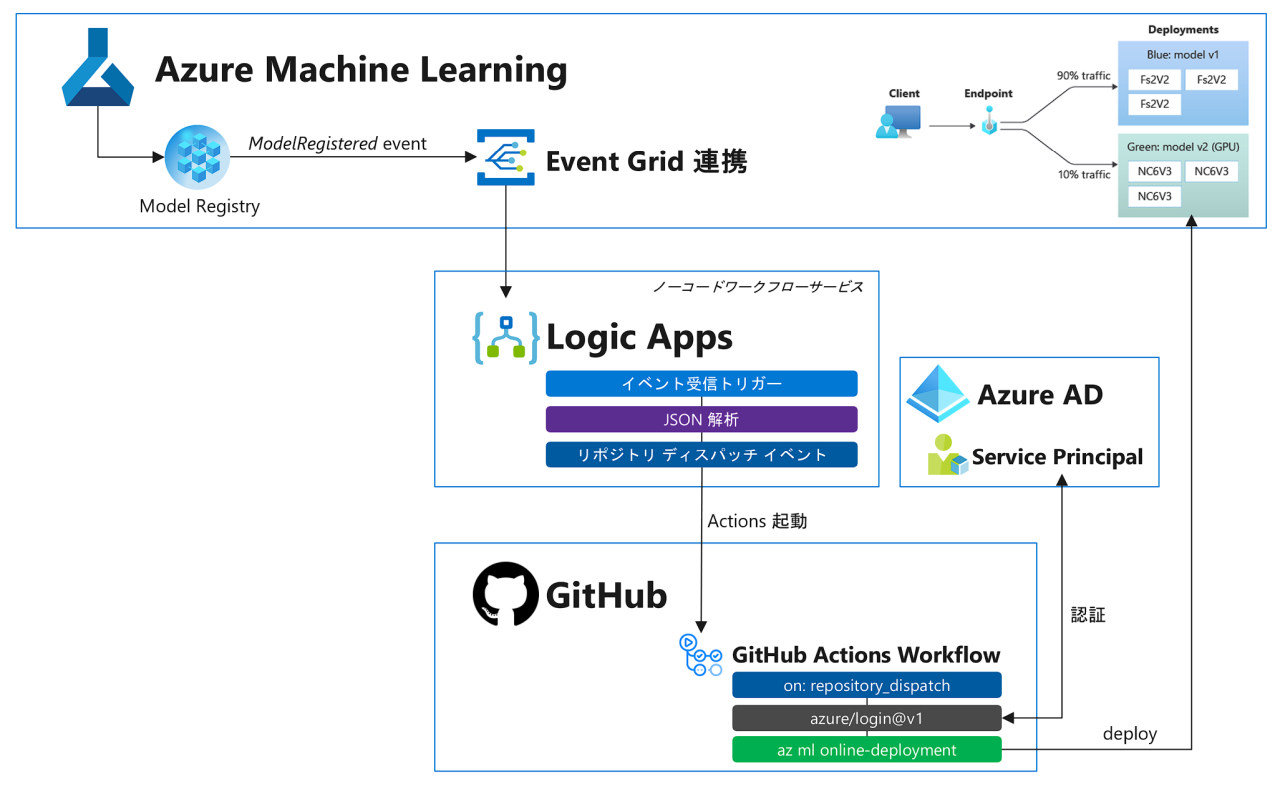 Azure Machine Learning
ModelRegistered event
Model Registry
Event Grid 連携
Client
Endpoint
90% traffic
10% traffic
Deployments
Blue: model v1
Fs2V2
Fs2V2
Fs2V2
Green: model v2 (GPU)
NC6V3
NC6V3
NC6V3
ノーコードワークフローサービス
Logic Apps
イベント受信トリガー
JSON 解析
リポジトリ ディスパッチ イベント
Azure AD
Service Principal
Actions 起動
認証
GitHub
GitHub Actions Workflow
on: repository_dispatch
azure/login@v1
az ml online-deployment
deploy